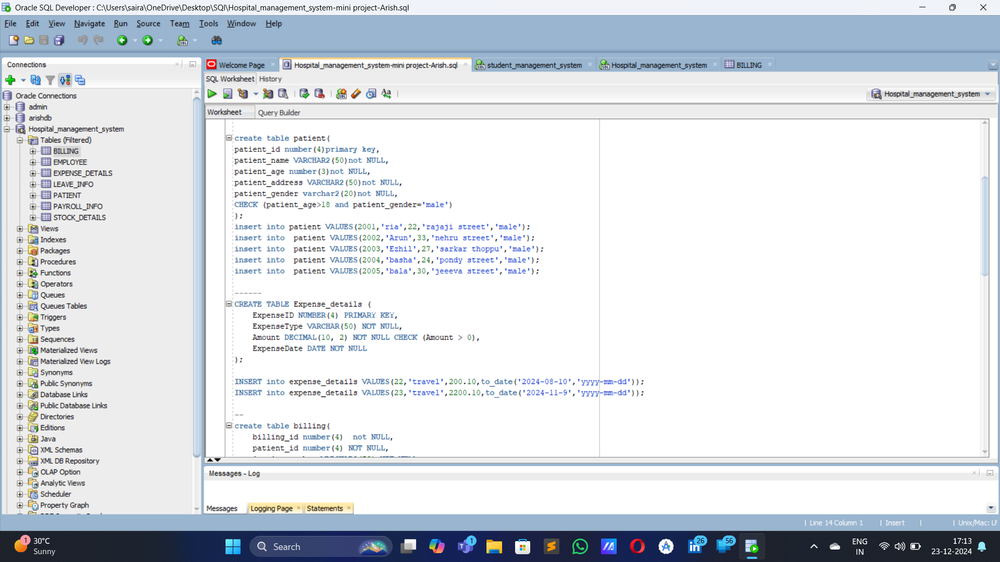 Oracle SQL Developer : C:\Users\saira\OneDrive\Desktop\SQl\Hospital_management_system-mini project-Arish.sql
File Edit View Navigate Run Source Team Tools Window Help
Connections
Welcome Page
Hospital_management_system-mini project-Arish.sql
student_management_system
Hospital_management_system
BILLING
SQL Worksheet History
Hospital_management_system
Worksheet Query Builder
Oracle Connections
admin
arishdb
Hospital_management_system
Tables (Filtered)
BILLING
EMPLOYEE
EXPENSE_DETAILS
LEAVE_INFO
PATIENT
PAYROLL_INFO
STOCK_DETAILS
Views
Indexes
Packages
Procedures
Functions
Operators
Queues
Queues Tables
Triggers
Types
Sequences
Materialized Views
Materialized View Logs
Synonyms
Public Synonyms
Database Links
Public Database Links
Directories
Editions
Java
XML Schemas
XML DB Repository
OLAP Option
Analytic Views
Scheduler
Property Graph
create table patient(
patient_id number(4)primary key,
patient_name VARCHAR2(50)not NULL,
patient_age number(3)not NULL,
patient_address VARCHAR2(50)not NULL,
patient_gender varchar2(20)not NULL,
CHECK (patient_age>18 and patient_gender='male')
);
insert into patient VALUES(2001,'ria',22,'rajaji street','male');
insert into  patient VALUES(2002,'Arun',33,'nehru street','male');
insert into  patient VALUES(2003,'Ezhil',27,'sarkar thoppu','male');
insert into  patient VALUES(2004,'basha',24,'pondy street','male');
insert into  patient VALUES(2005,'bala',30,'jeeeva street','male');
------
CREATE TABLE Expense_details (
    ExpenseID NUMBER(4) PRIMARY KEY,
    ExpenseType VARCHAR(50) NOT NULL,
    Amount DECIMAL(10, 2) NOT NULL CHECK (Amount > 0),
    ExpenseDate DATE NOT NULL
);
INSERT into expense_details VALUES(22,'travel',200.10,to_date('2024-08-10','yyyy-mm-dd'));
INSERT into expense_details VALUES(23,'travel',2200.10,to_date('2024-11-9','yyyy-mm-dd'));
--
create table billing(
    billing_id number(4)  not NULL,
    patient_id number(4) NOT NULL,
Messages - Log
Messages Logging Page Statements
Line 14 Column 1 Insert Unix/Mac: LF
1
30°C
Sunny
Search
1
26
56
ENG
IN
17:13
23-12-2024